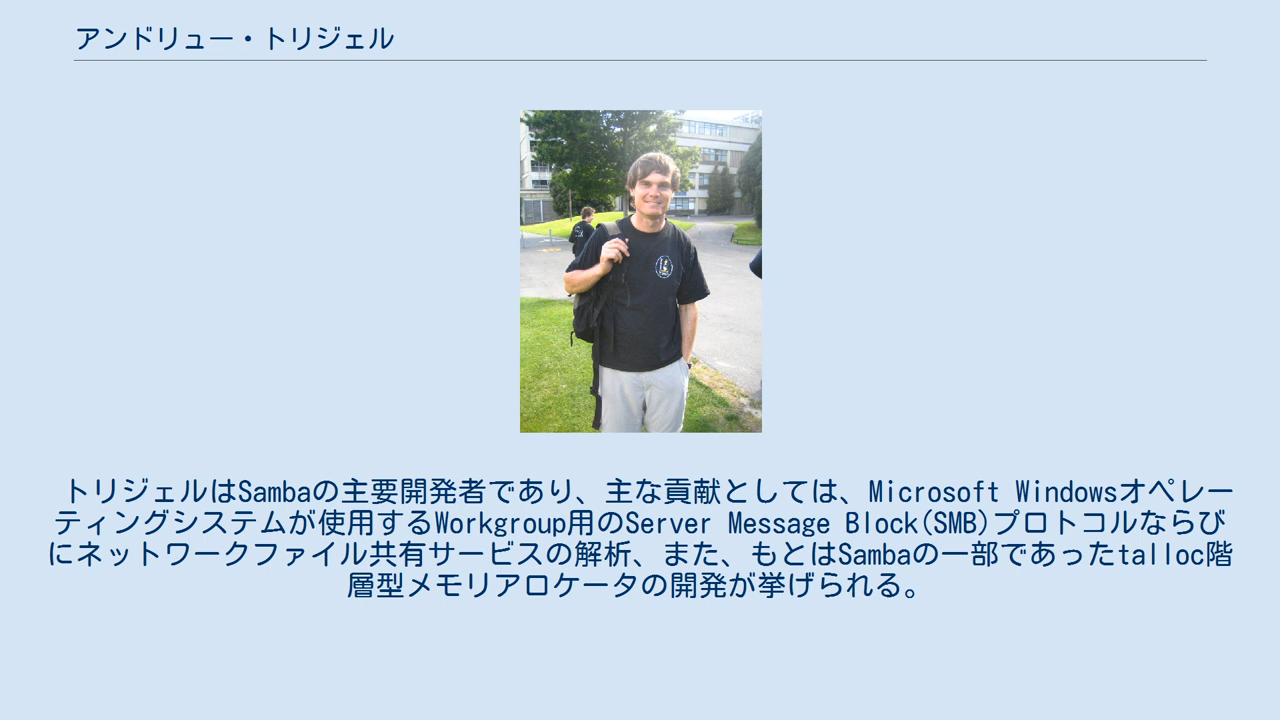 アンドリュー・トリジェル
トリジェルはSambaの主要開発者であり、主な貢献としては、Microsoft Windowsオペレー
ティングシステムが使用するWorkgroup用のServer Message Block(SMB)プロトコルならび
にネットワークファイル共有サービスの解析、また、もとはSambaの一部であったtalloc階
層型メモリアロケータの開発が挙げられる。